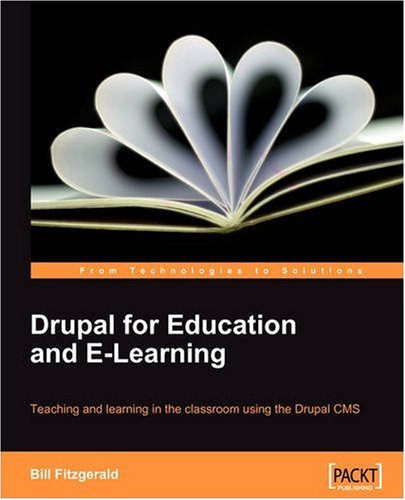 From Technologies to Solutions
Drupal for Education
and E-Learning
Teaching and learning in the classroom using the Drupal CMS
Bill Fitzgerald
PACKT
PUBLISHING